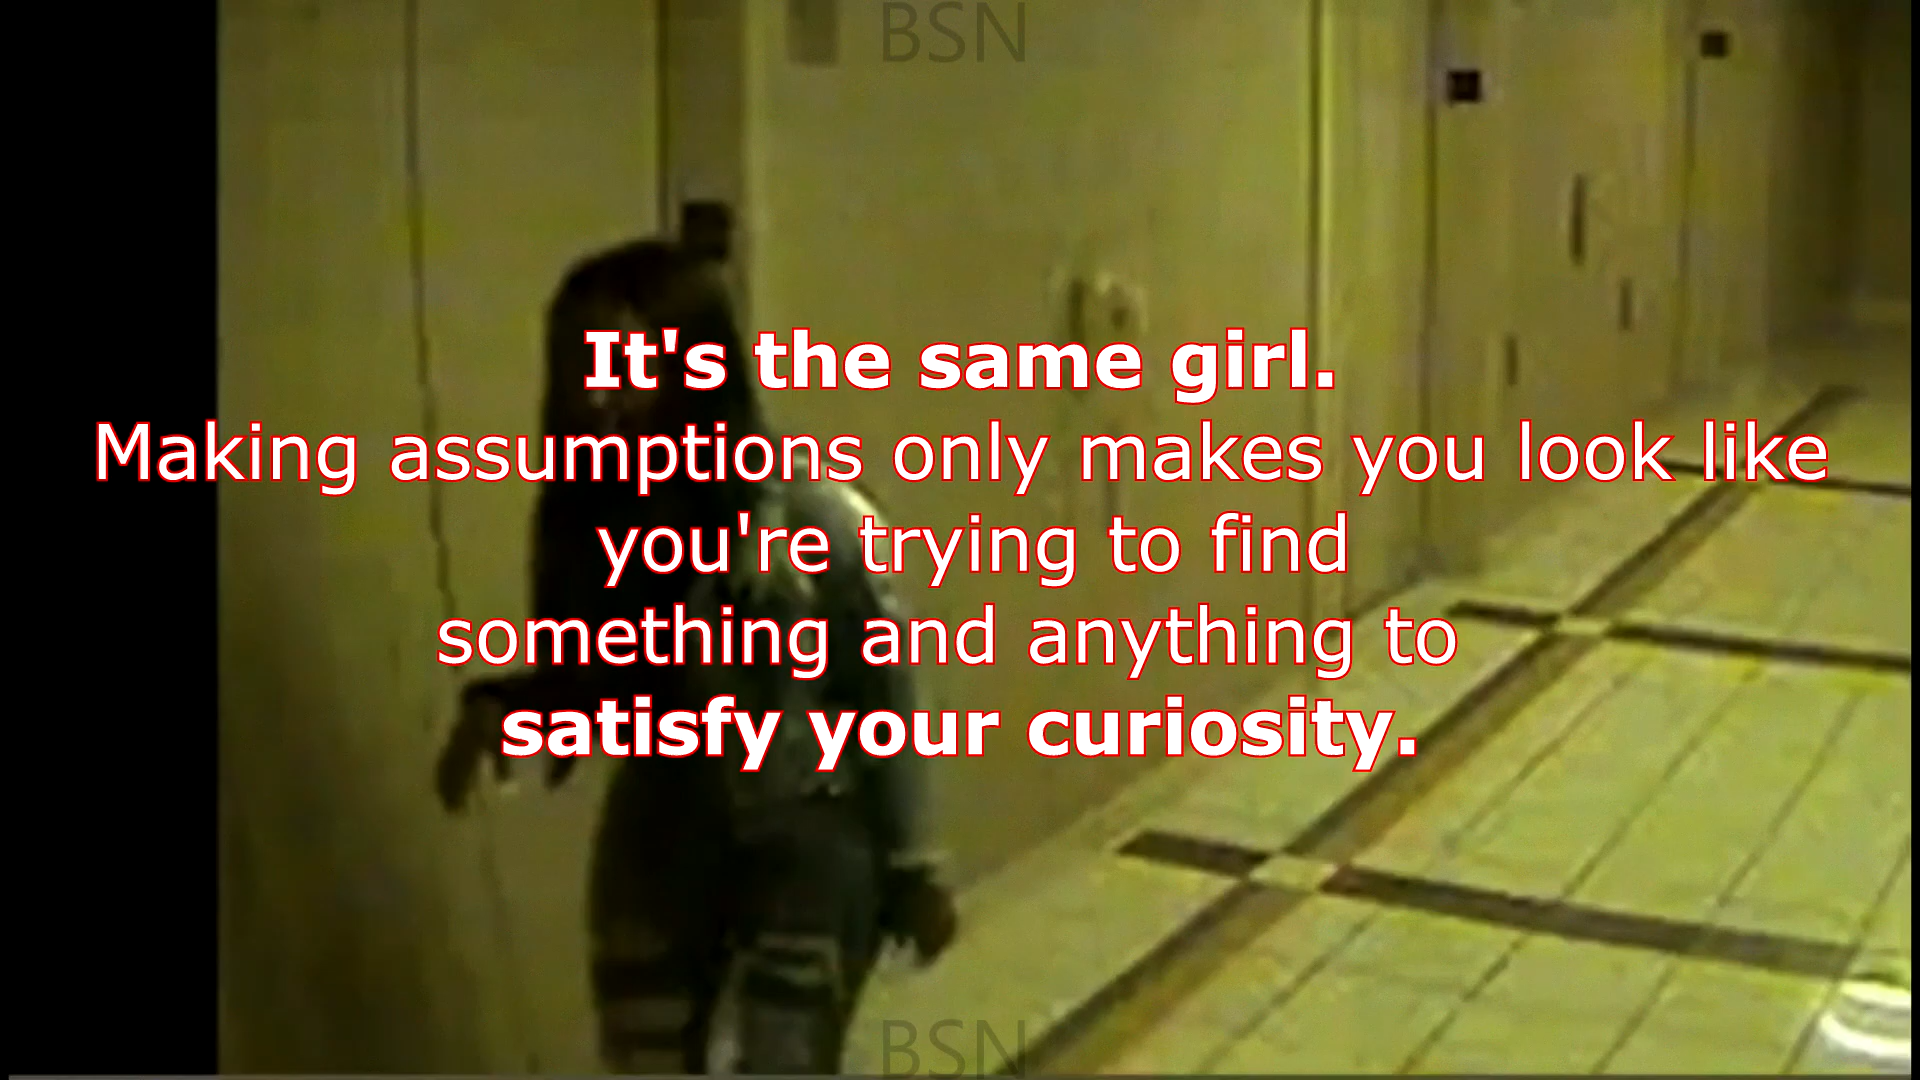 BSN
It's the same girl.
Making assumptions only makes you look like
you're trying to find
something and anything to
satisfy your curiosity.
BSN